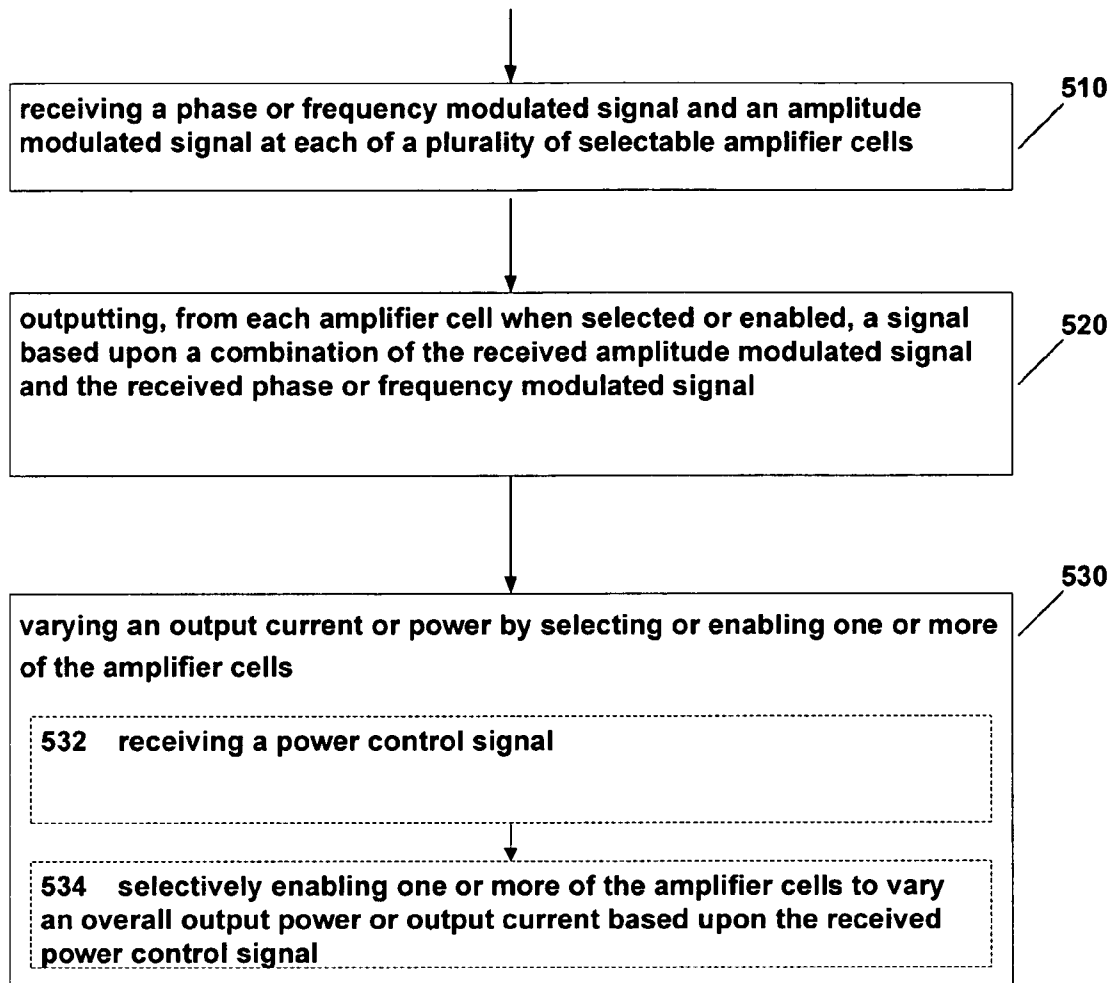 510
receiving a phase or frequency modulated signal and an amplitude
modulated signal at each of a plurality of selectable amplifier cells
520
outputting, from each amplifier cell when selected or enabled, a signal
based upon a combination of the received amplitude modulated signal
and the received phase or frequency modulated signal
530
varying an output current or power by selecting or enabling one or more
of the amplifier cells
532 receiving a power control signal
534 selectively enabling one or more of the amplifier cells to vary
an overall output power or output current based upon the received
power control signal